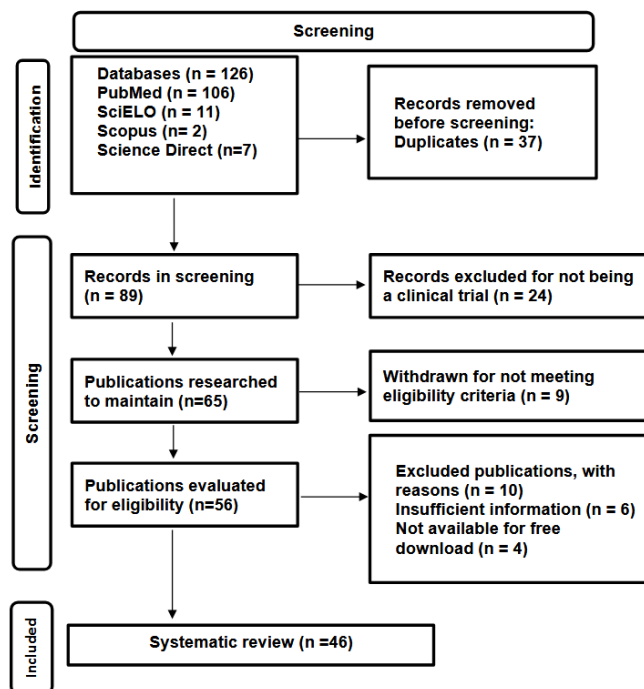 Screening
Identification
Databases (n = 126)
PubMed (n = 106)
SciELO (n = 11)
Scopus (n= 2)
Science Direct (n=7)
Records removed
before screening:
Duplicates (n = 37)
Screening
Records in screening
(n = 89)
Records excluded for not being
a clinical trial (n = 24)
Publications researched
to maintain (n=65)
Withdrawn for not meeting
eligibility criteria (n = 9)
Publications evaluated
for eligibility (n=56)
Excluded publications, with
reasons (n = 10)
Insufficient information (n = 6)
Not available for free
download (n = 4)
Included
Systematic review (n =46)